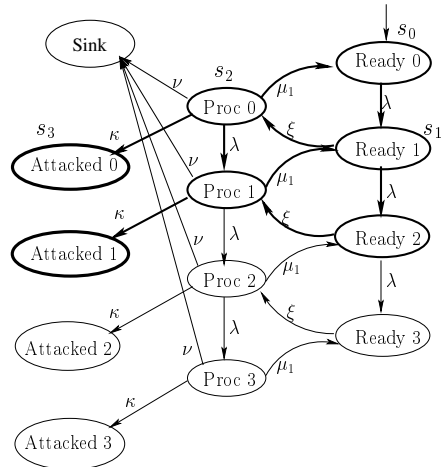 s₀
Sink
Ready 0
s₂
ν
μ₁
Proc 0
λ
s₃
κ
ξ
s₁
λ
Attacked 0
ν
Ready 1
μ₁
Proc 1
λ
κ
ξ
Attacked 1
λ
Ready 2
ν
μ₁
Proc 2
λ
κ
ξ
Attacked 2
λ
Ready 3
ν
μ₁
Proc 3
κ
Attacked 3